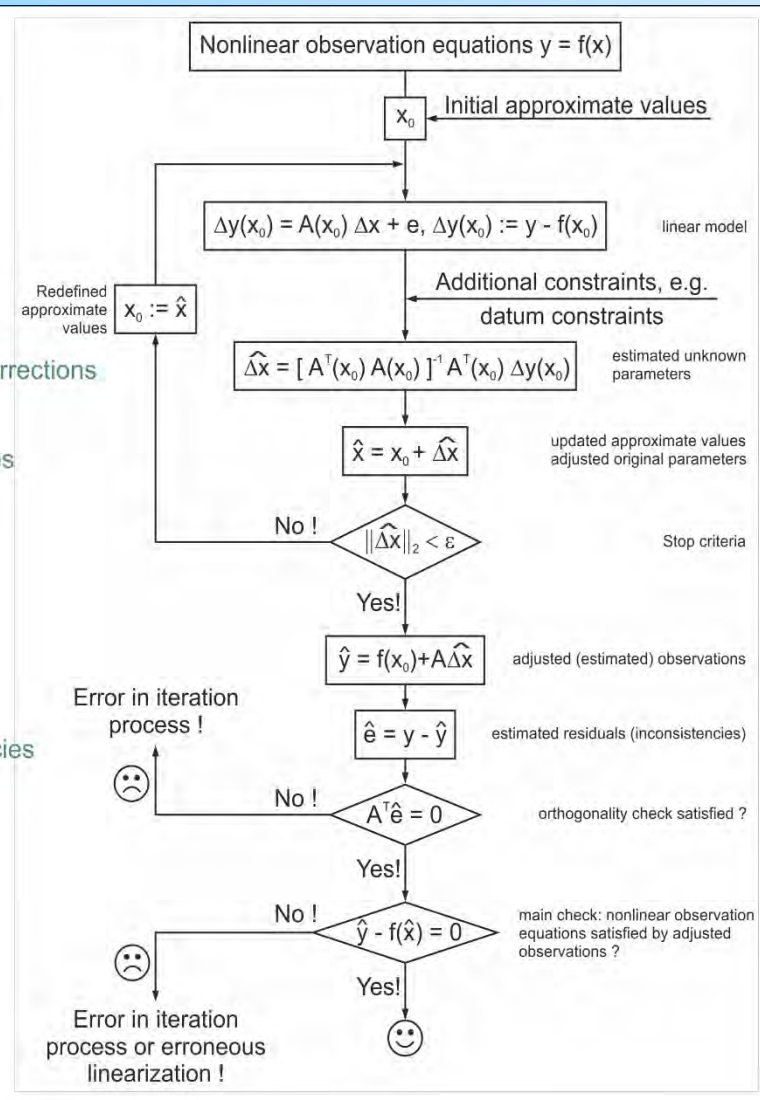 Nonlinear observation equations y = f(x)
x₀
Initial approximate values
Δy(x₀) = A(x₀) Δx + e, Δy(x₀) := y - f(x₀)
linear model
Additional constraints, e.g.
datum constraints
Redefined
approximate
values
x₀ := x̂
rrections
Δx̂ = [ Aᵀ(x₀) A(x₀) ]⁻¹ Aᵀ(x₀) Δy(x₀)
estimated unknown
parameters
s
x̂ = x₀ + Δx̂
updated approximate values
adjusted original parameters
No !
||Δx̂||₂ < ε
Stop criteria
Yes!
ŷ = f(x₀)+AΔx̂
adjusted (estimated) observations
Error in iteration
process !
cies
ê = y - ŷ
estimated residuals (inconsistencies)
No !
Aᵀê = 0
orthogonality check satisfied ?
Yes!
No !
ŷ - f(x̂) = 0
main check: nonlinear observation
equations satisfied by adjusted
observations ?
Yes!
Error in iteration
process or erroneous
linearization !